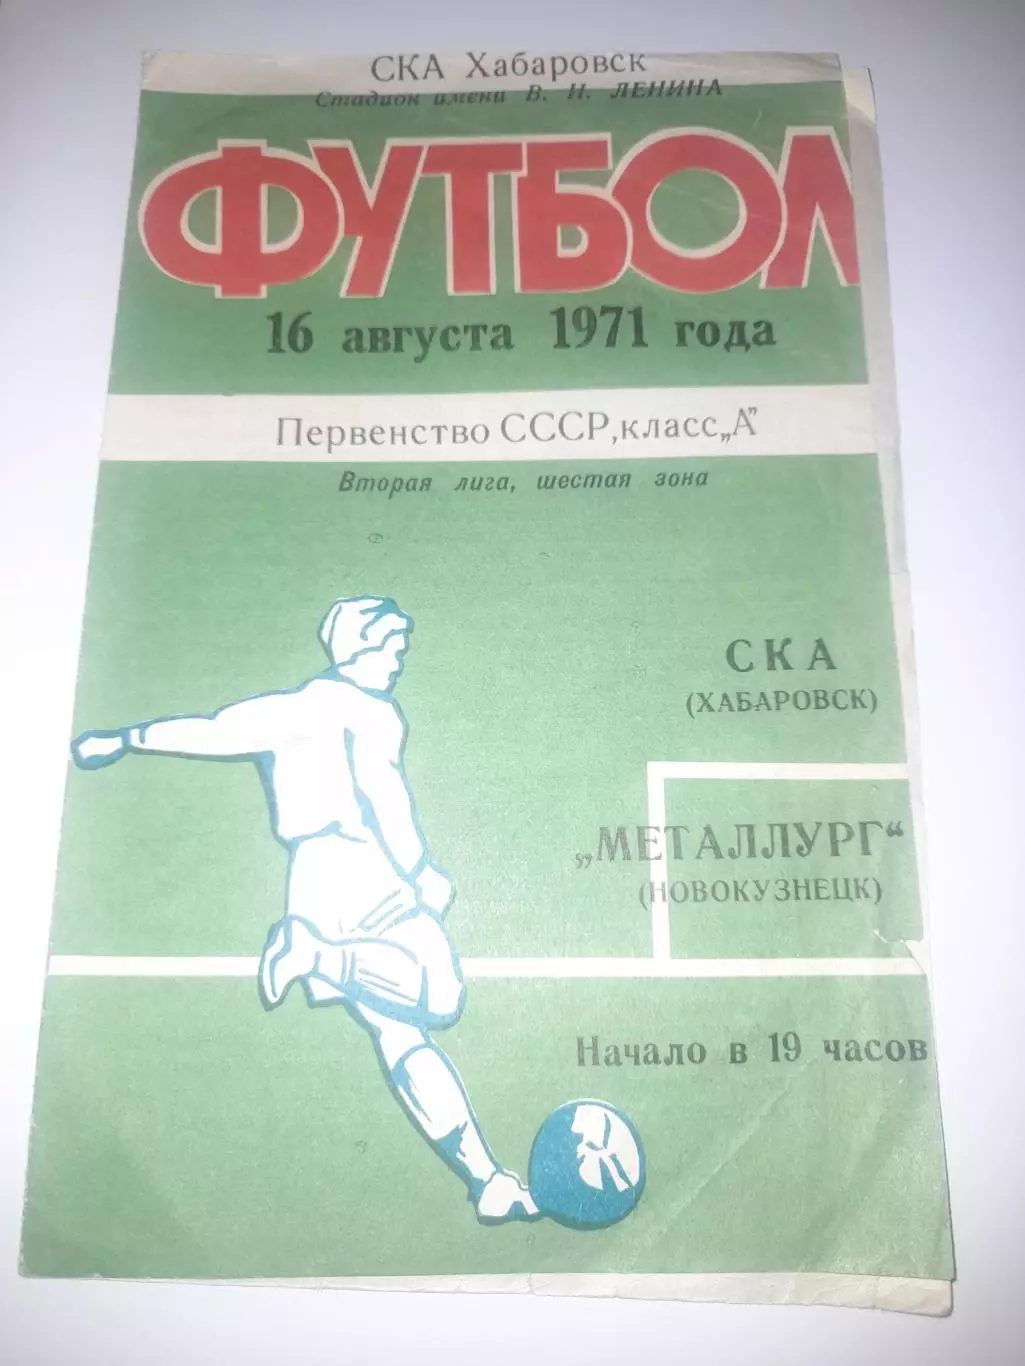 СКА Хабаровск
Стадион имени В. И. ЛЕНИНА
ФУТБОЛ
16 августа 1971 года
Первенство СССР, класс „А"
Вторая лига, шестая зона
СКА
(ХАБАРОВСК)
„МЕТАЛЛУРГ“
(НОВОКУЗНЕЦК)
Начало в 19 часов